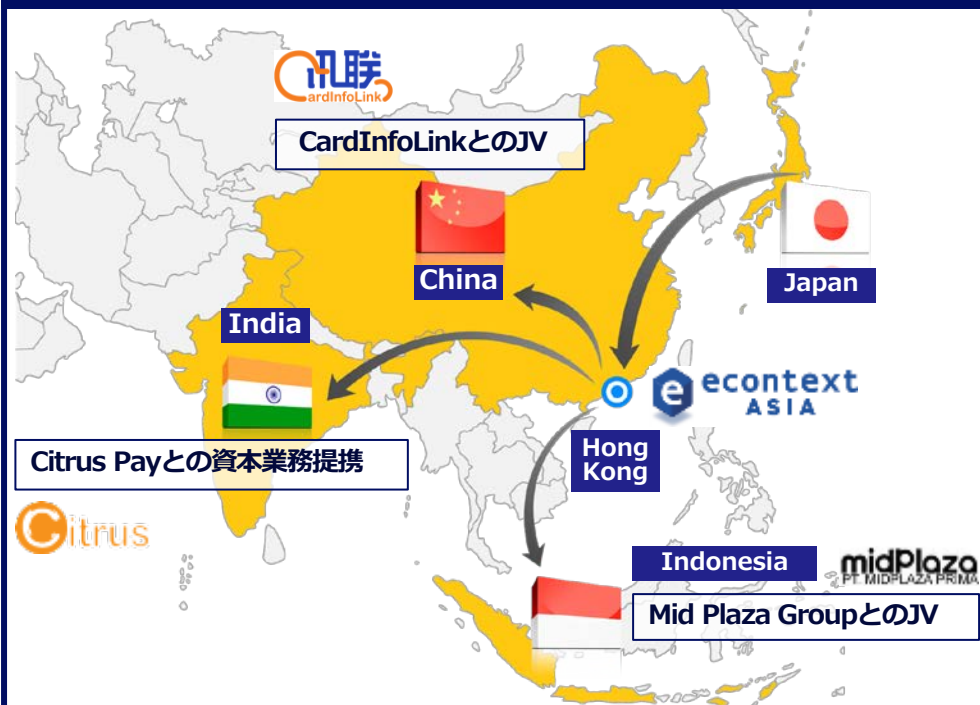 讯联
CardInfoLink
CardInfoLinkとのJV
China
Japan
India
econtext
ASIA
Hong
Kong
Citrus Payとの資本業務提携
Citrus
Indonesia
midPlaza
PT. MIDPLAZA PRIMA
Mid Plaza GroupとのJV